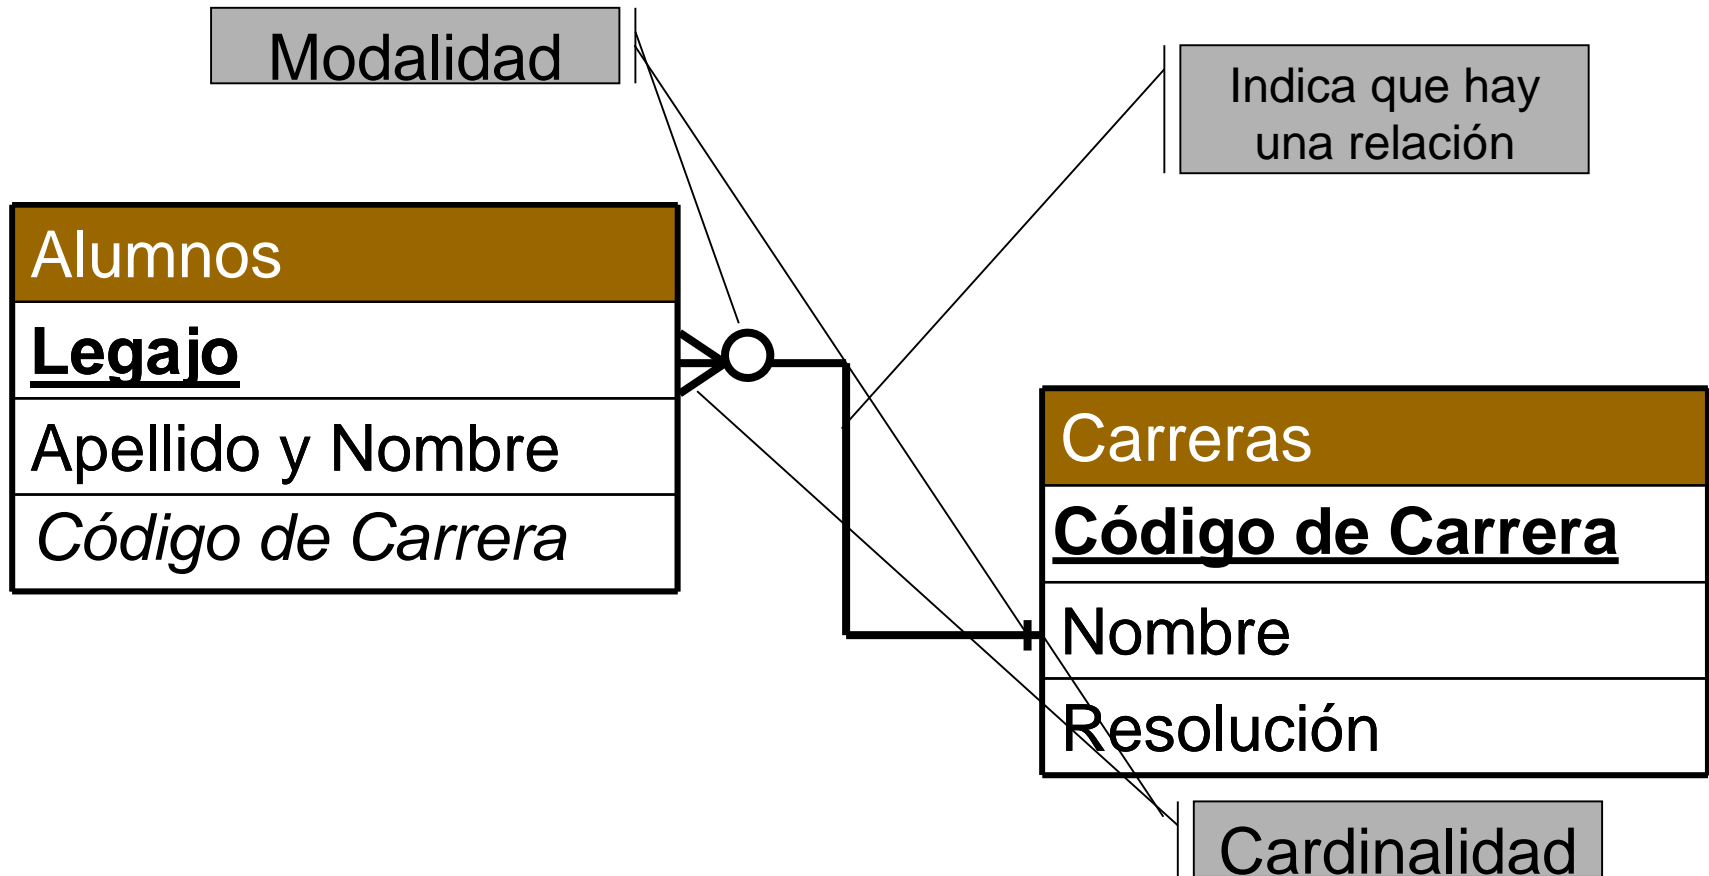 Modalidad
Indica que hay
una relación
Alumnos
Legajo
Apellido y Nombre
Código de Carrera
Carreras
Código de Carrera
Nombre
Resolución
Cardinalidad